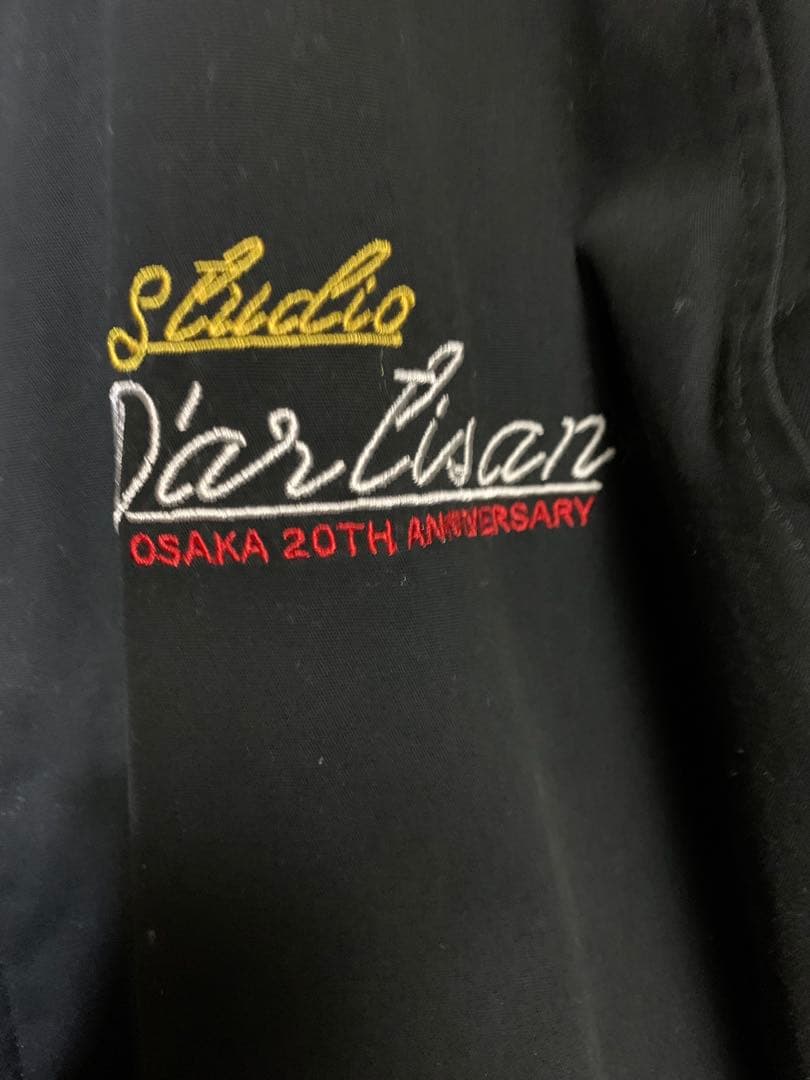 studio
D'artisan
OSAKA 20TH ANNIVERSARY